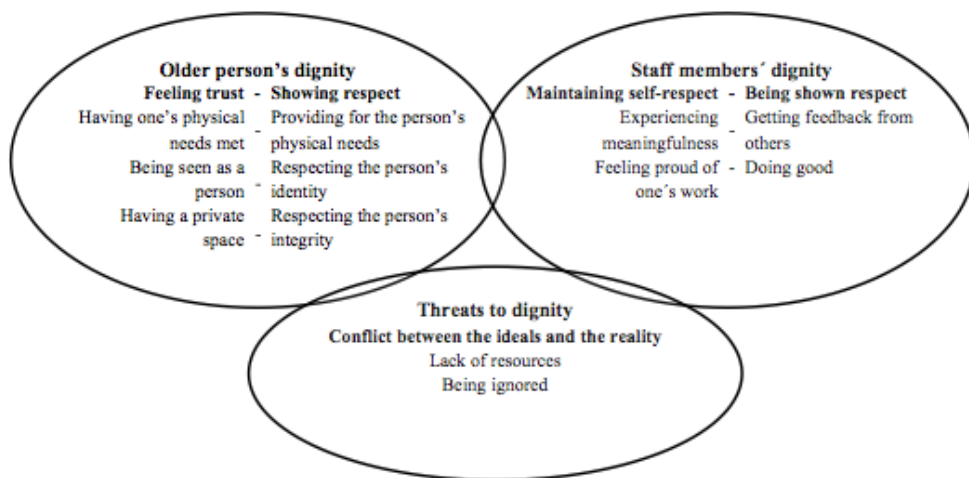 Older person's dignity
Feeling trust - Showing respect
Having one's physical needs met - Providing for the person's physical needs
Being seen as a person - Respecting the person's identity
Having a private space - Respecting the person's integrity
Staff members´ dignity
Maintaining self-respect - Being shown respect
Experiencing meaningfulness - Getting feedback from others
Feeling proud of one´s work - Doing good
Threats to dignity
Conflict between the ideals and the reality
Lack of resources
Being ignored